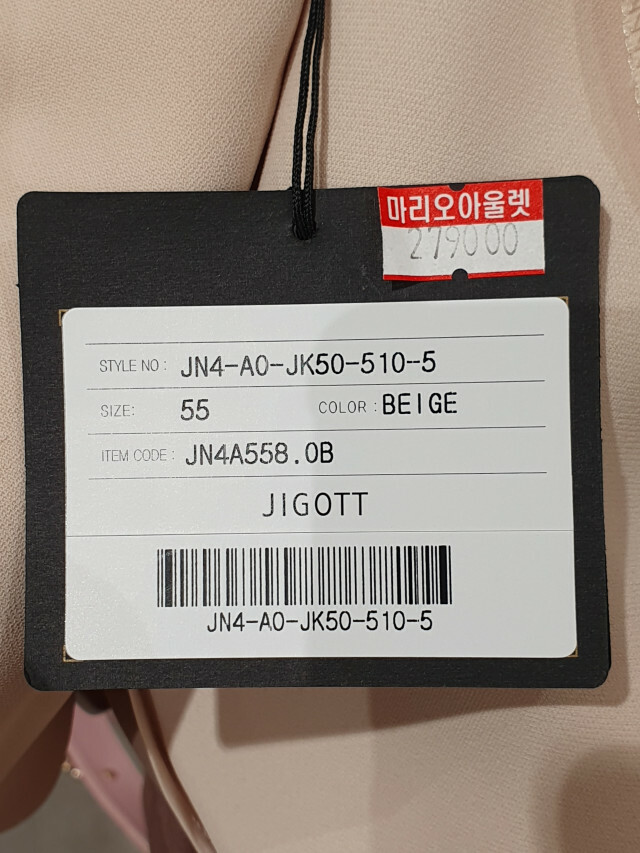 마리오아울렛
279000
STYLE NO: JN4-A0-JK50-510-5
SIZE: 55 COLOR : BEIGE
ITEM CODE: JN4A558.0B
JIGOTT
JN4-A0-JK50-510-5